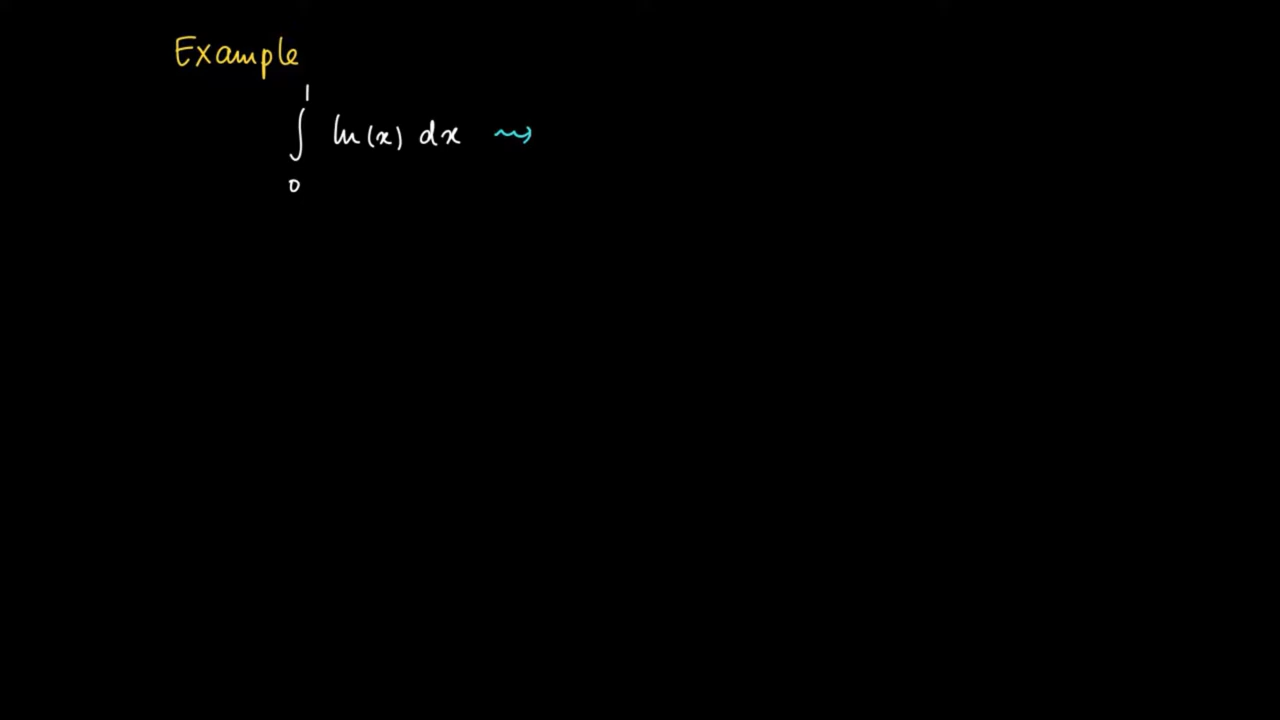 Example
∫₀¹ ln(x) dx ⇝